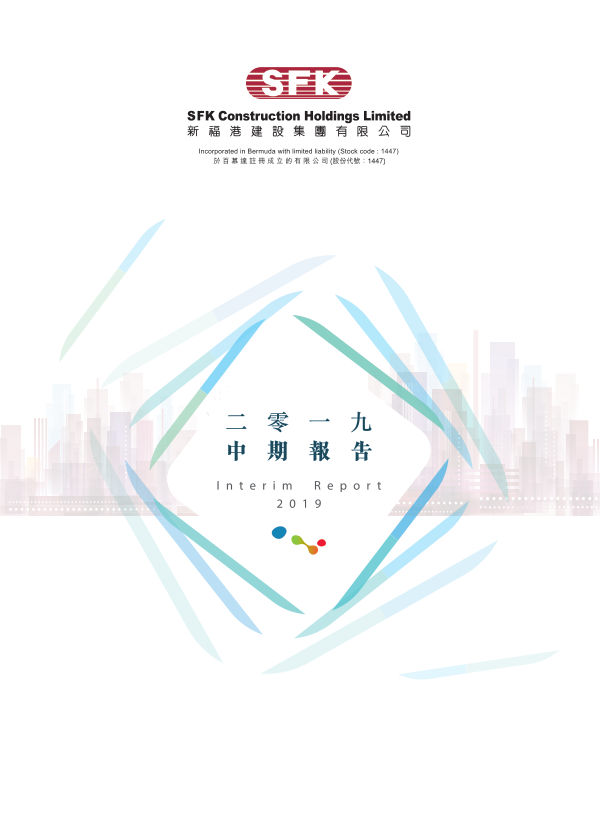 SFK
SFK Construction Holdings Limited
新福港建設集團有限公司
Incorporated in Bermuda with limited liability (Stock code : 1447)
於百慕達註冊成立的有限公司 (股份代號 : 1447)
二零一九
中期報告
Interim Report
2019